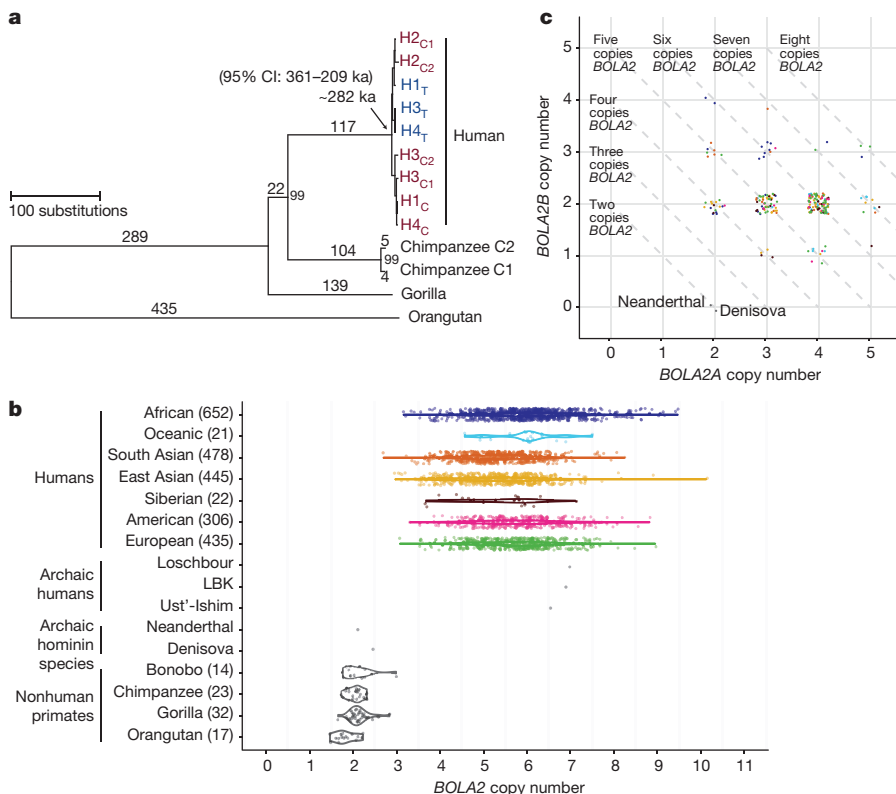 a
H2C1
H2C2
(95% CI: 361–209 ka)
H1T
~282 ka
H3T
117
H4T
Human
H3C2
H3C1
22
99
H1C
100 substitutions
H4C
289
104
5
Chimpanzee C2
99
4
Chimpanzee C1
139
Gorilla
435
Orangutan
c
5
Five copies BOLA2
Six copies BOLA2
Seven copies BOLA2
Eight copies BOLA2
4
Four copies BOLA2
3
Three copies BOLA2
2
Two copies BOLA2
1
0
Neanderthal
Denisova
BOLA2B copy number
0 1 2 3 4 5
BOLA2A copy number
b
Humans
African (652)
Oceanic (21)
South Asian (478)
East Asian (445)
Siberian (22)
American (306)
European (435)
Archaic humans
Loschbour
LBK
Ust’-Ishim
Archaic hominin species
Neanderthal
Denisova
Nonhuman primates
Bonobo (14)
Chimpanzee (23)
Gorilla (32)
Orangutan (17)
0 1 2 3 4 5 6 7 8 9 10 11
BOLA2 copy number